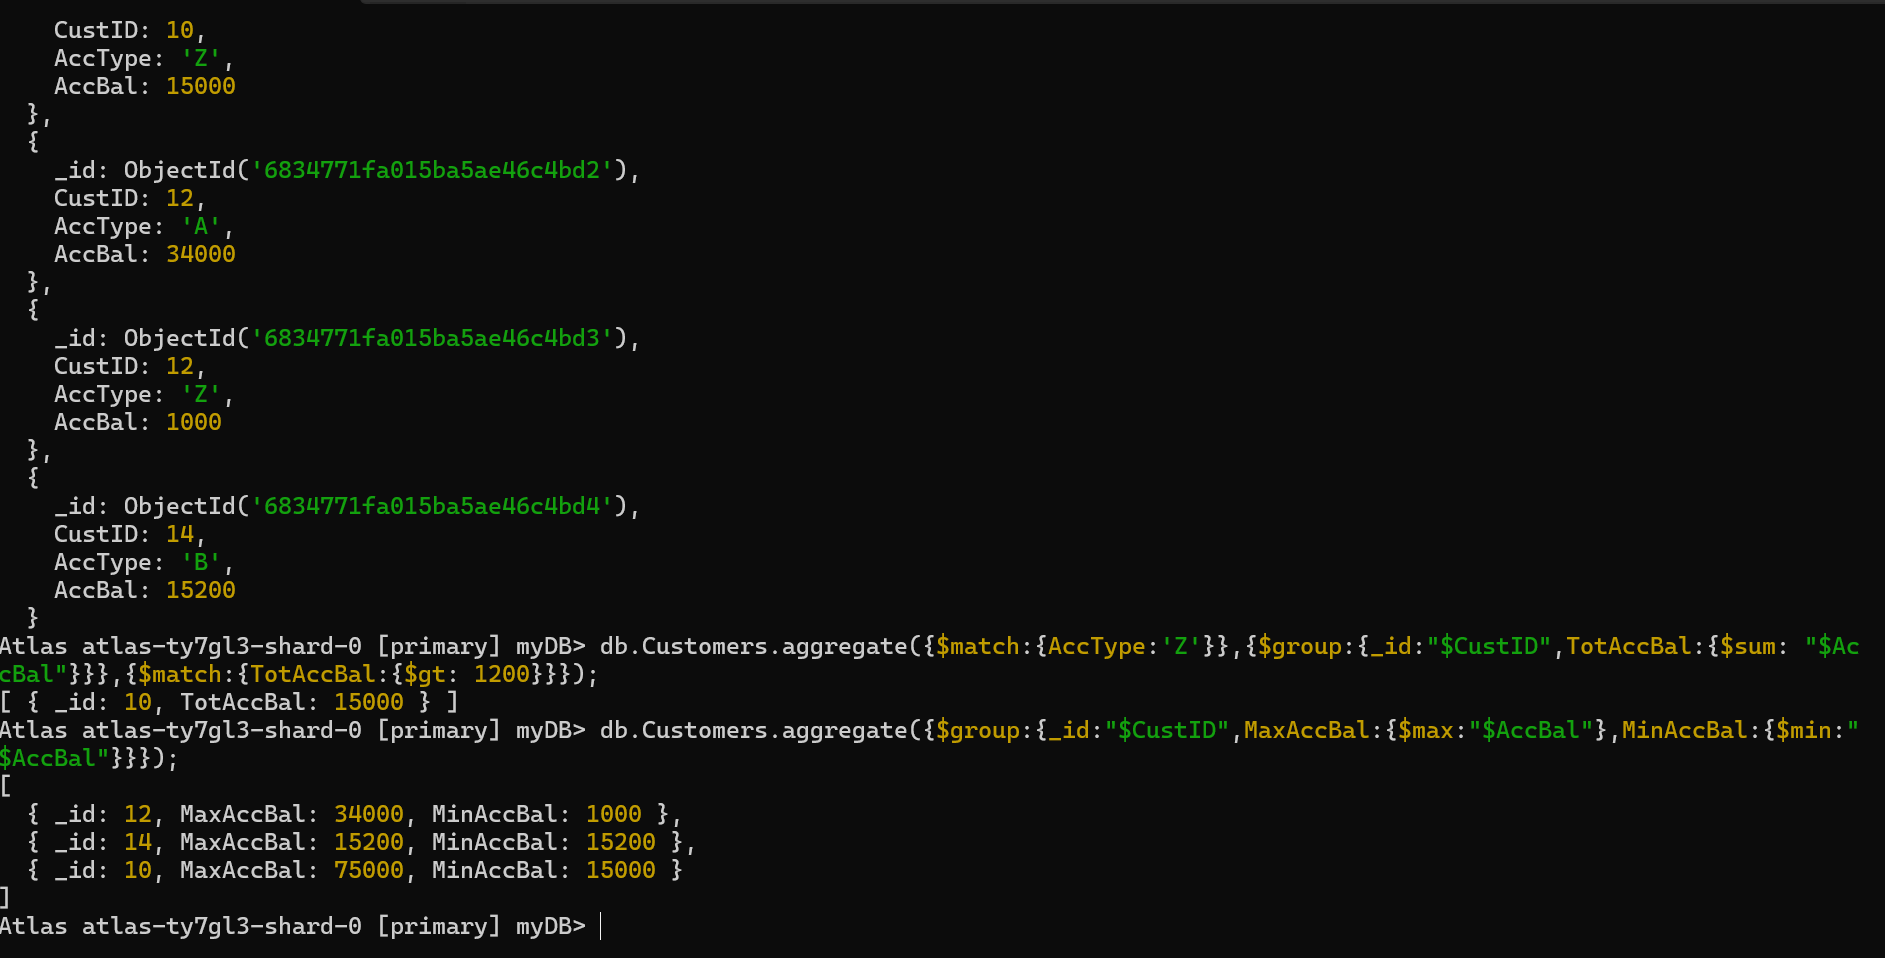 CustID: 10,
    AccType: 'Z',
    AccBal: 15000
  },
  {
    _id: ObjectId('6834771fa015ba5ae46c4bd2'),
    CustID: 12,
    AccType: 'A',
    AccBal: 34000
  },
  {
    _id: ObjectId('6834771fa015ba5ae46c4bd3'),
    CustID: 12,
    AccType: 'Z',
    AccBal: 1000
  },
  {
    _id: ObjectId('6834771fa015ba5ae46c4bd4'),
    CustID: 14,
    AccType: 'B',
    AccBal: 15200
  }
Atlas atlas-ty7gl3-shard-0 [primary] myDB> db.Customers.aggregate({$match:{AccType:'Z'}},{$group:{_id:"$CustID",TotAccBal:{$sum: "$Ac
cBal"}}},{$match:{TotAccBal:{$gt: 1200}}});
[ { _id: 10, TotAccBal: 15000 } ]
Atlas atlas-ty7gl3-shard-0 [primary] myDB> db.Customers.aggregate({$group:{_id:"$CustID",MaxAccBal:{$max:"$AccBal"},MinAccBal:{$min:"
$AccBal"}}});
[
  { _id: 12, MaxAccBal: 34000, MinAccBal: 1000 },
  { _id: 14, MaxAccBal: 15200, MinAccBal: 15200 },
  { _id: 10, MaxAccBal: 75000, MinAccBal: 15000 }
]
Atlas atlas-ty7gl3-shard-0 [primary] myDB>